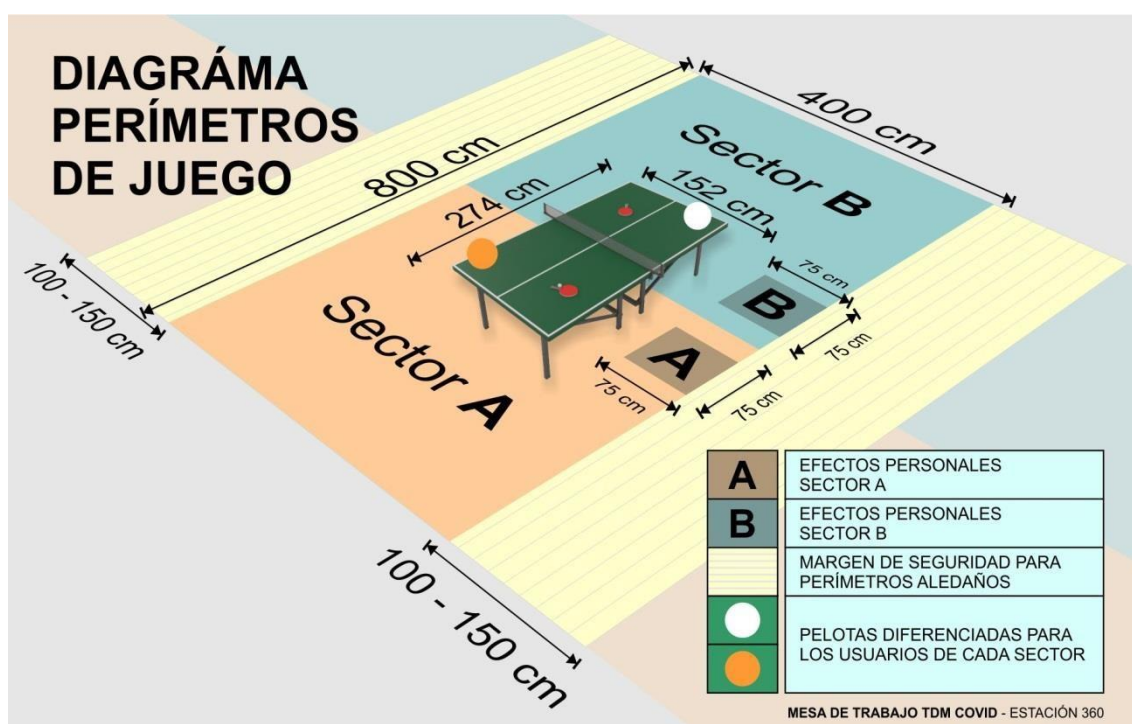 DIAGRÁMA
PERÍMETROS
DE JUEGO
800 cm
400 cm
274 cm
152 cm
Sector B
75 cm
B
75 cm
100 - 150 cm
Sector A
A
75 cm
75 cm
100 - 150 cm
A
EFECTOS PERSONALES
SECTOR A
B
EFECTOS PERSONALES
SECTOR B
MARGEN DE SEGURIDAD PARA
PERÍMETROS ALEDAÑOS
PELOTAS DIFERENCIADAS PARA
LOS USUARIOS DE CADA SECTOR
MESA DE TRABAJO TDM COVID - ESTACIÓN 360